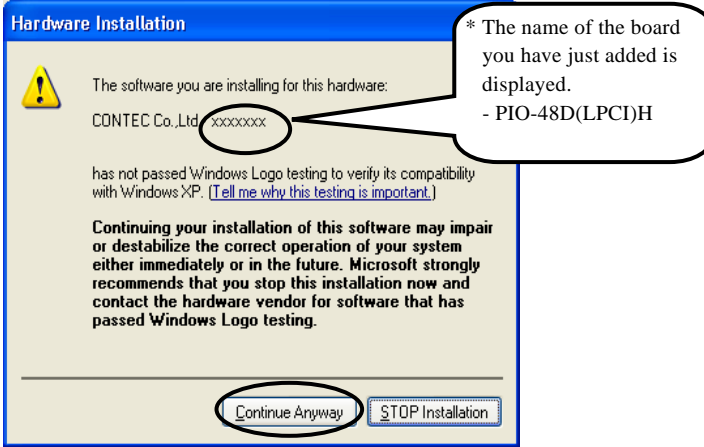 Hardware Installation
The software you are installing for this hardware:
CONTEC Co.,Ltd. xxxxxxx
has not passed Windows Logo testing to verify its compatibility
with Windows XP. (Tell me why this testing is important.)
Continuing your installation of this software may impair
or destabilize the correct operation of your system
either immediately or in the future. Microsoft strongly
recommends that you stop this installation now and
contact the hardware vendor for software that has
passed Windows Logo testing.
Continue Anyway
STOP Installation
* The name of the board
you have just added is
displayed.
- PIO-48D(LPCI)H